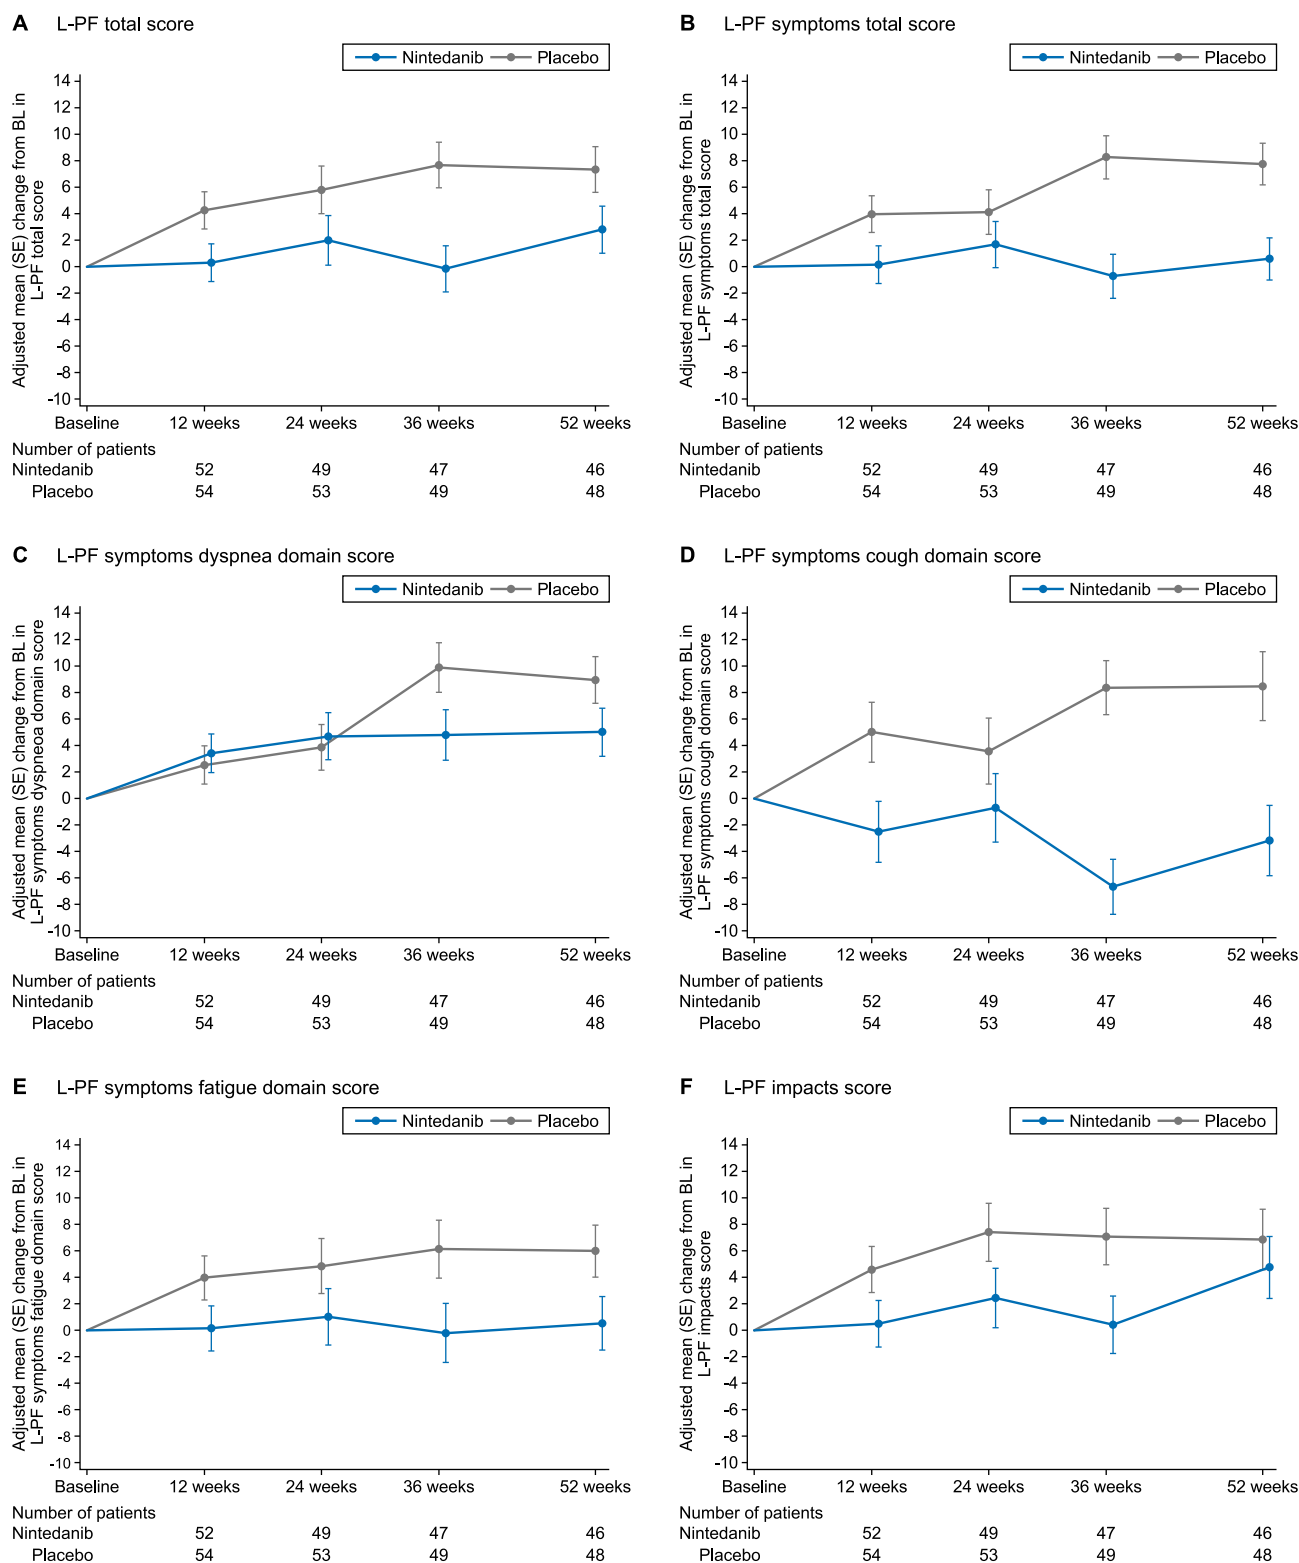 A L-PF total score
Nintedanib Placebo
Adjusted mean (SE) change from BL in
L-PF total score
14
12
10
8
6
4
2
0
-2
-4
-6
-8
-10
Baseline 12 weeks 24 weeks 36 weeks 52 weeks
Number of patients
Nintedanib 52 49 47 46
Placebo 54 53 49 48
B L-PF symptoms total score
Nintedanib Placebo
Adjusted mean (SE) change from BL in
L-PF symptoms total score
14
12
10
8
6
4
2
0
-2
-4
-6
-8
-10
Baseline 12 weeks 24 weeks 36 weeks 52 weeks
Number of patients
Nintedanib 52 49 47 46
Placebo 54 53 49 48
C L-PF symptoms dyspnea domain score
Nintedanib Placebo
Adjusted mean (SE) change from BL in
L-PF symptoms dyspneoa domain score
14
12
10
8
6
4
2
0
-2
-4
-6
-8
-10
Baseline 12 weeks 24 weeks 36 weeks 52 weeks
Number of patients
Nintedanib 52 49 47 46
Placebo 54 53 49 48
D L-PF symptoms cough domain score
Nintedanib Placebo
Adjusted mean (SE) change from BL in
L-PF symptoms cough domain score
14
12
10
8
6
4
2
0
-2
-4
-6
-8
-10
Baseline 12 weeks 24 weeks 36 weeks 52 weeks
Number of patients
Nintedanib 52 49 47 46
Placebo 54 53 49 48
E L-PF symptoms fatigue domain score
Nintedanib Placebo
Adjusted mean (SE) change from BL in
L-PF symptoms fatigue domain score
14
12
10
8
6
4
2
0
-2
-4
-6
-8
-10
Baseline 12 weeks 24 weeks 36 weeks 52 weeks
Number of patients
Nintedanib 52 49 47 46
Placebo 54 53 49 48
F L-PF impacts score
Nintedanib Placebo
Adjusted mean (SE) change from BL in
L-PF impacts score
14
12
10
8
6
4
2
0
-2
-4
-6
-8
-10
Baseline 12 weeks 24 weeks 36 weeks 52 weeks
Number of patients
Nintedanib 52 49 47 46
Placebo 54 53 49 48